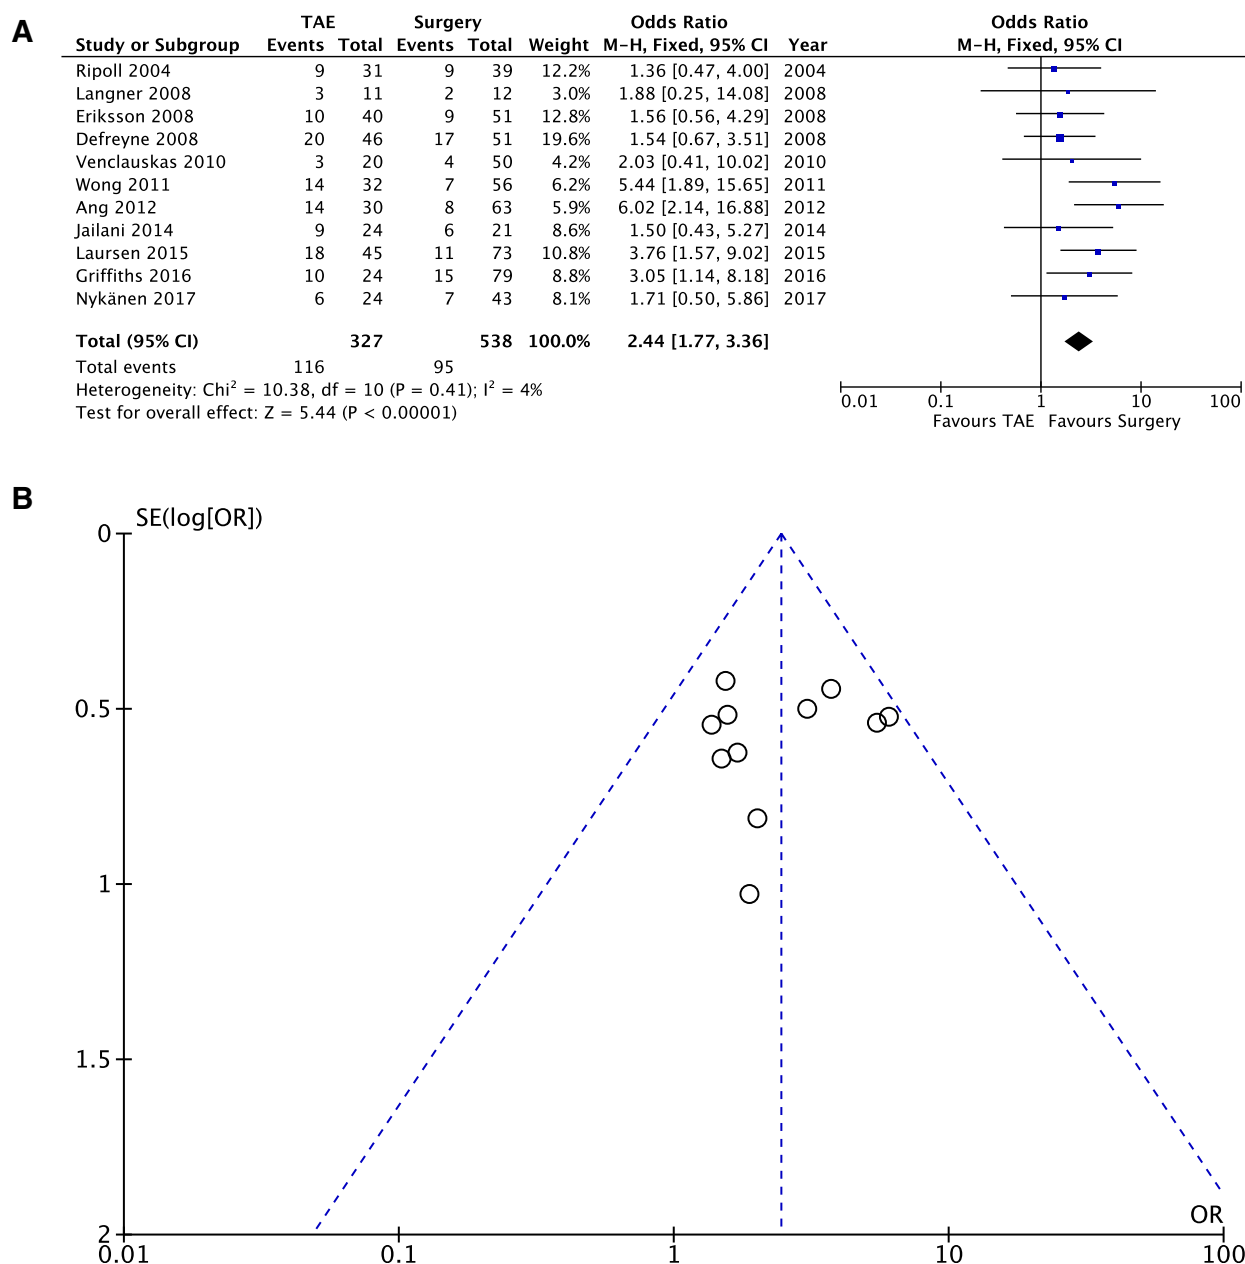 A
TAE Surgery Odds Ratio Odds Ratio
Study or Subgroup Events Total Events Total Weight M-H, Fixed, 95% CI Year M-H, Fixed, 95% CI
Ripoll 2004 9 31 9 39 12.2% 1.36 [0.47, 4.00] 2004
Langner 2008 3 11 2 12 3.0% 1.88 [0.25, 14.08] 2008
Eriksson 2008 10 40 9 51 12.8% 1.56 [0.56, 4.29] 2008
Defreyne 2008 20 46 17 51 19.6% 1.54 [0.67, 3.51] 2008
Venclauskas 2010 3 20 4 50 4.2% 2.03 [0.41, 10.02] 2010
Wong 2011 14 32 7 56 6.2% 5.44 [1.89, 15.65] 2011
Ang 2012 14 30 8 63 5.9% 6.02 [2.14, 16.88] 2012
Jailani 2014 9 24 6 21 8.6% 1.50 [0.43, 5.27] 2014
Laursen 2015 18 45 11 73 10.8% 3.76 [1.57, 9.02] 2015
Griffiths 2016 10 24 15 79 8.8% 3.05 [1.14, 8.18] 2016
Nykänen 2017 6 24 7 43 8.1% 1.71 [0.50, 5.86] 2017
Total (95% CI) 327 538 100.0% 2.44 [1.77, 3.36]
Total events 116 95
Heterogeneity: Chi² = 10.38, df = 10 (P = 0.41); I² = 4%
Test for overall effect: Z = 5.44 (P < 0.00001)
0.01 0.1 1 10 100
Favours TAE Favours Surgery
B
SE(log[OR])
0
0.5
1
1.5
2
OR
0.01 0.1 1 10 100